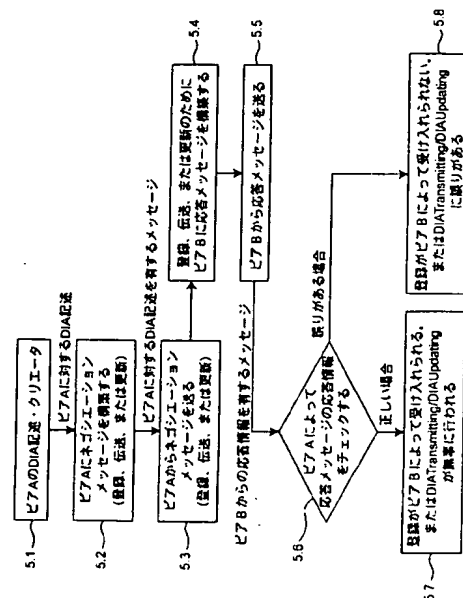 5.1
ピアAのDIA記述・クリエータ
ピアAに対するDIA記述
5.2
ピアAにネゴシエーション
メッセージを構築する
(登録、伝送、または更新)
ピアAに対するDIA記述を有するメッセージ
5.3
ピアAからネゴシエーション
メッセージを送る
(登録、伝送、または更新)
5.4
登録、伝送、または更新のために
ピアBに応答メッセージを構築する
5.5
ピアBから応答メッセージを送る
ピアBからの応答情報を有するメッセージ
5.6
ピアAによって
応答メッセージの応答情報
をチェックする
正しい場合
誤りがある場合
5.7
登録がピアBによって受け入れられる。
またはDIATransmitting/DIAUpdating
が無事に行われる
5.8
登録がピアBによって受け入れられない。
またはDIATransmitting/DIAUpdating
に誤りがある